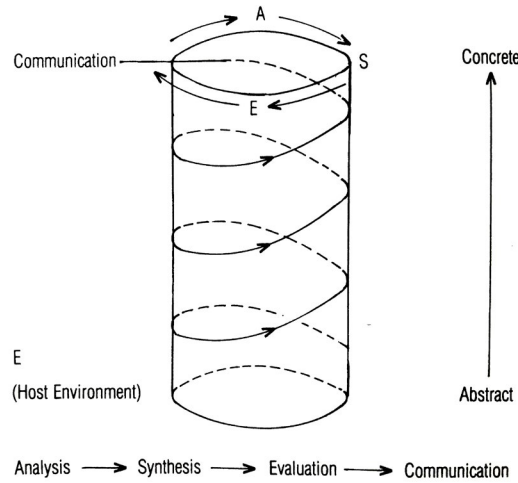 A
Communication
S
Concrete
E
E
(Host Environment)
Abstract
Analysis → Synthesis → Evaluation → Communication